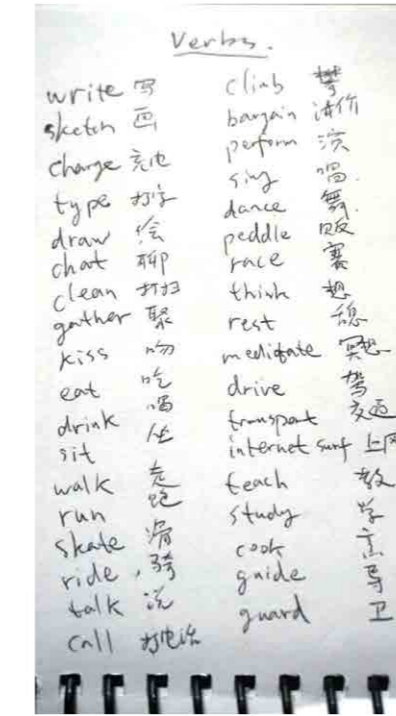 Verbs.
write 写
sketch 画
charge 充电
type 打字
draw 绘
chat 聊
clean 打扫
gather 聚
kiss 吻
eat 吃
drink 喝
sit 坐
walk 走
run 跑
skate 滑
ride 骑
talk 说
call 打电话
climb 攀
bargain 讲价
perform 演
sing 唱
dance 舞
peddle 贩
race 赛
think 想
rest 憩
meditate 冥想
drive 驾
transport 交运
internet surf 上网
teach 教
study 学
cook 烹
guide 导
guard 卫